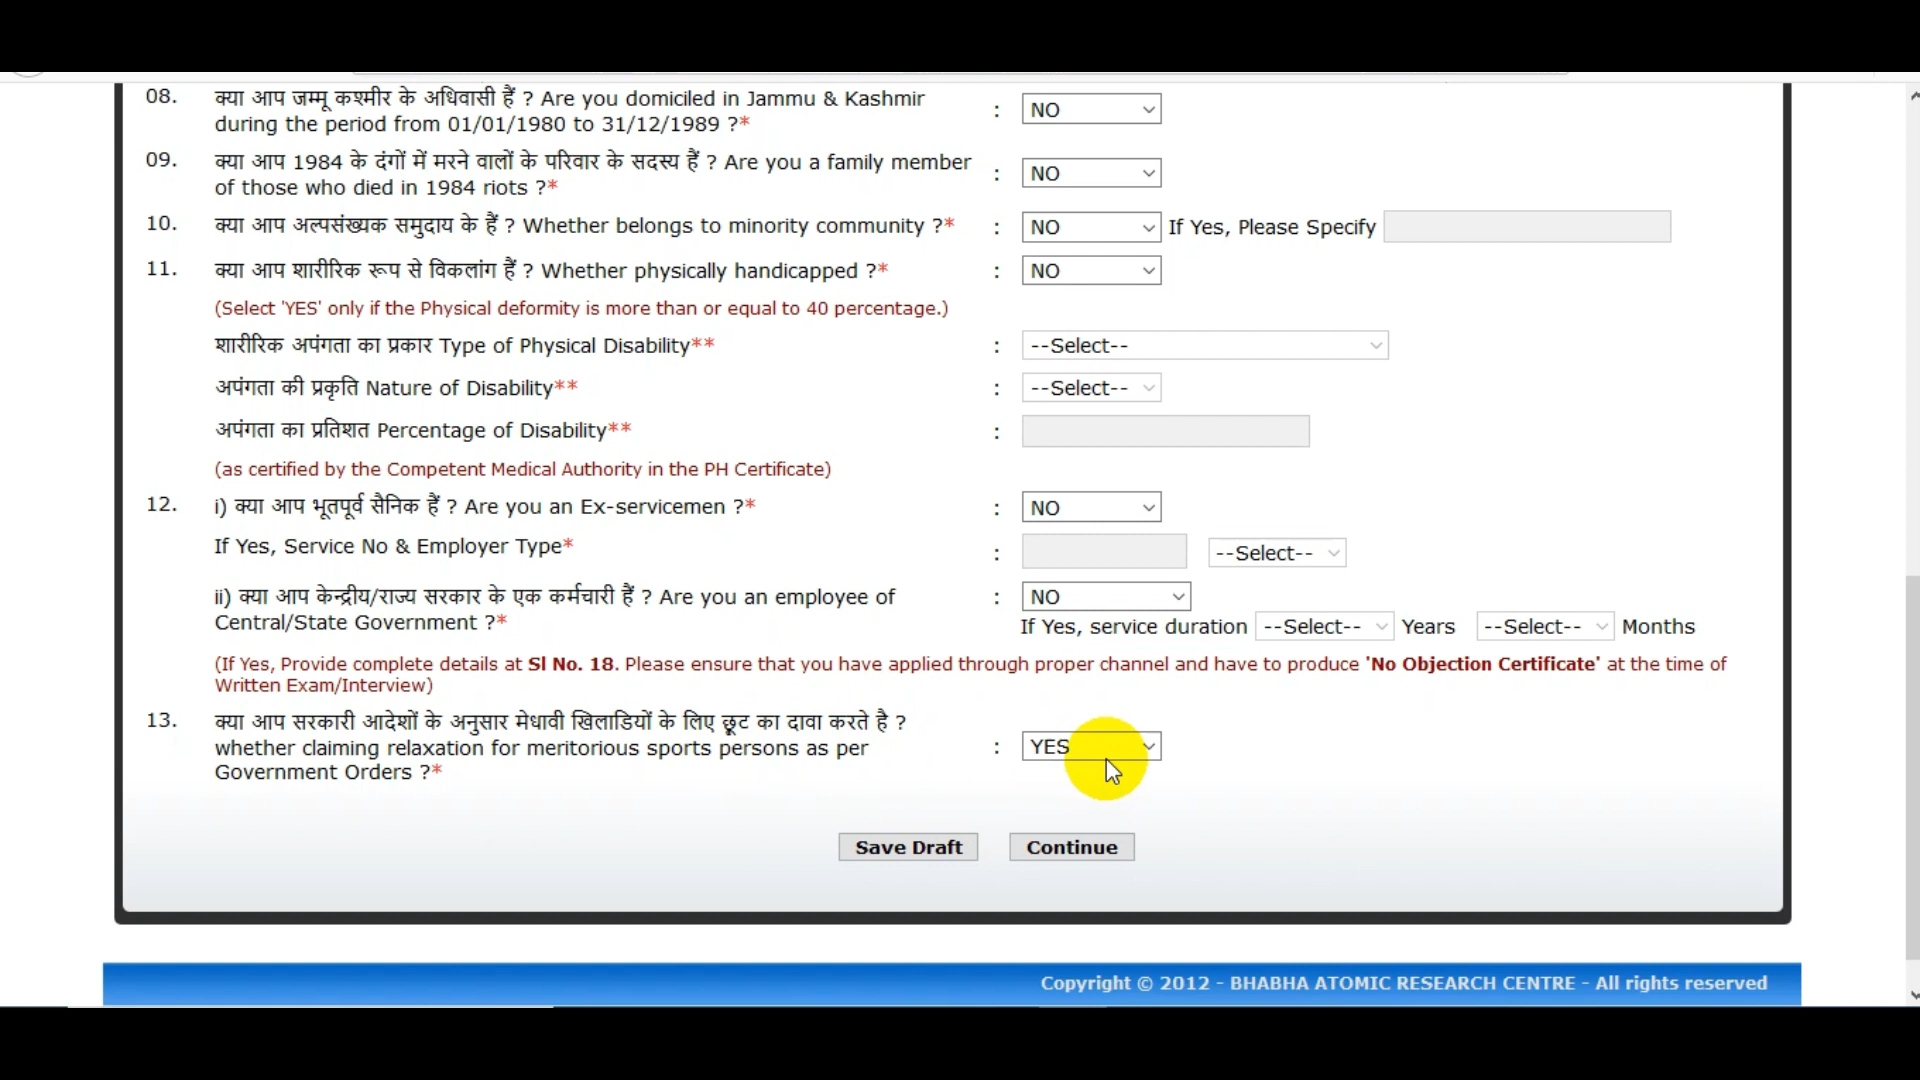 08. क्या आप जम्मू कश्मीर के अधिवासी हैं ? Are you domiciled in Jammu & Kashmir
during the period from 01/01/1980 to 31/12/1989 ?* : NO
09. क्या आप 1984 के दंगों में मरने वालों के परिवार के सदस्य हैं ? Are you a family member
of those who died in 1984 riots ?* : NO
10. क्या आप अल्पसंख्यक समुदाय के हैं ? Whether belongs to minority community ?* : NO If Yes, Please Specify
11. क्या आप शारीरिक रूप से विकलांग हैं ? Whether physically handicapped ?* : NO
(Select 'YES' only if the Physical deformity is more than or equal to 40 percentage.)
शारीरिक अपंगता का प्रकार Type of Physical Disability** : --Select--
अपंगता की प्रकृति Nature of Disability** : --Select--
अपंगता का प्रतिशत Percentage of Disability** :
(as certified by the Competent Medical Authority in the PH Certificate)
12. i) क्या आप भूतपूर्व सैनिक हैं ? Are you an Ex-servicemen ?* : NO
If Yes, Service No & Employer Type* : --Select--
ii) क्या आप केन्द्रीय/राज्य सरकार के एक कर्मचारी हैं ? Are you an employee of : NO
Central/State Government ?* If Yes, service duration --Select-- Years --Select-- Months
(If Yes, Provide complete details at Sl No. 18. Please ensure that you have applied through proper channel and have to produce 'No Objection Certificate' at the time of
Written Exam/Interview)
13. क्या आप सरकारी आदेशों के अनुसार मेधावी खिलाडियों के लिए छूट का दावा करते है ?
whether claiming relaxation for meritorious sports persons as per : YES
Government Orders ?*
Save Draft Continue
Copyright © 2012 - BHABHA ATOMIC RESEARCH CENTRE - All rights reserved